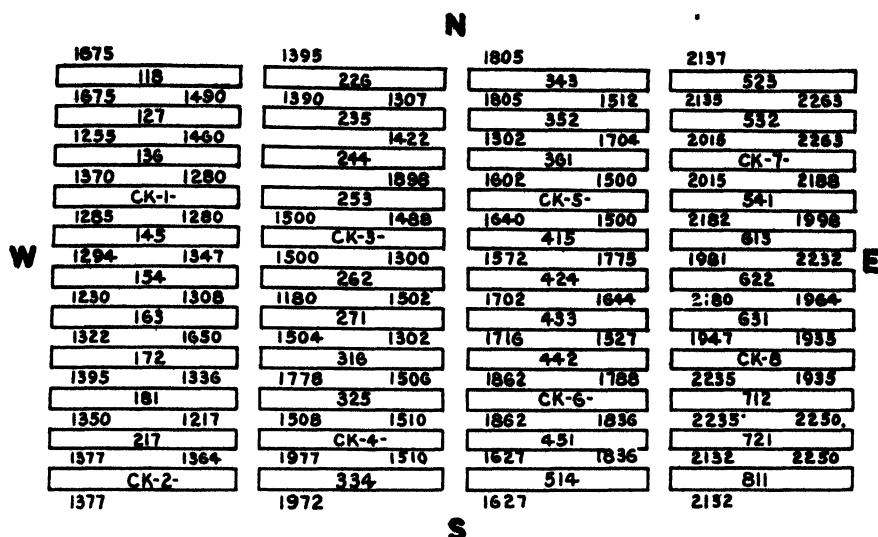 N
1675 1395 1805 2137
118 226 343 523
1675 1490 1390 1307 1805 1512 2135 2263
127 235 352 532
1255 1460 1422 1302 1704 2016 2263
136 244 361 CK-7-
1370 1280 1898 1602 1500 2015 2188
CK-1- 253 CK-5- 541
1285 1280 1500 1488 1640 1500 2182 1998
145 CK-3- 415 613
W 1294 1347 1500 1300 1572 1775 1981 2232 E
154 262 424 622
1230 1308 1180 1502 1702 1644 2180 1964
163 271 433 631
1322 1650 1504 1302 1716 1527 1947 1935
172 316 442 CK-8
1395 1336 1778 1506 1862 1788 2235 1935
181 325 CK-6- 712
1350 1217 1508 1510 1862 1836 2235 2250
217 CK-4- 451 721
1377 1364 1977 1510 1627 1836 2132 2250
CK-2- 334 514 811
1377 1972 1627 2132
S